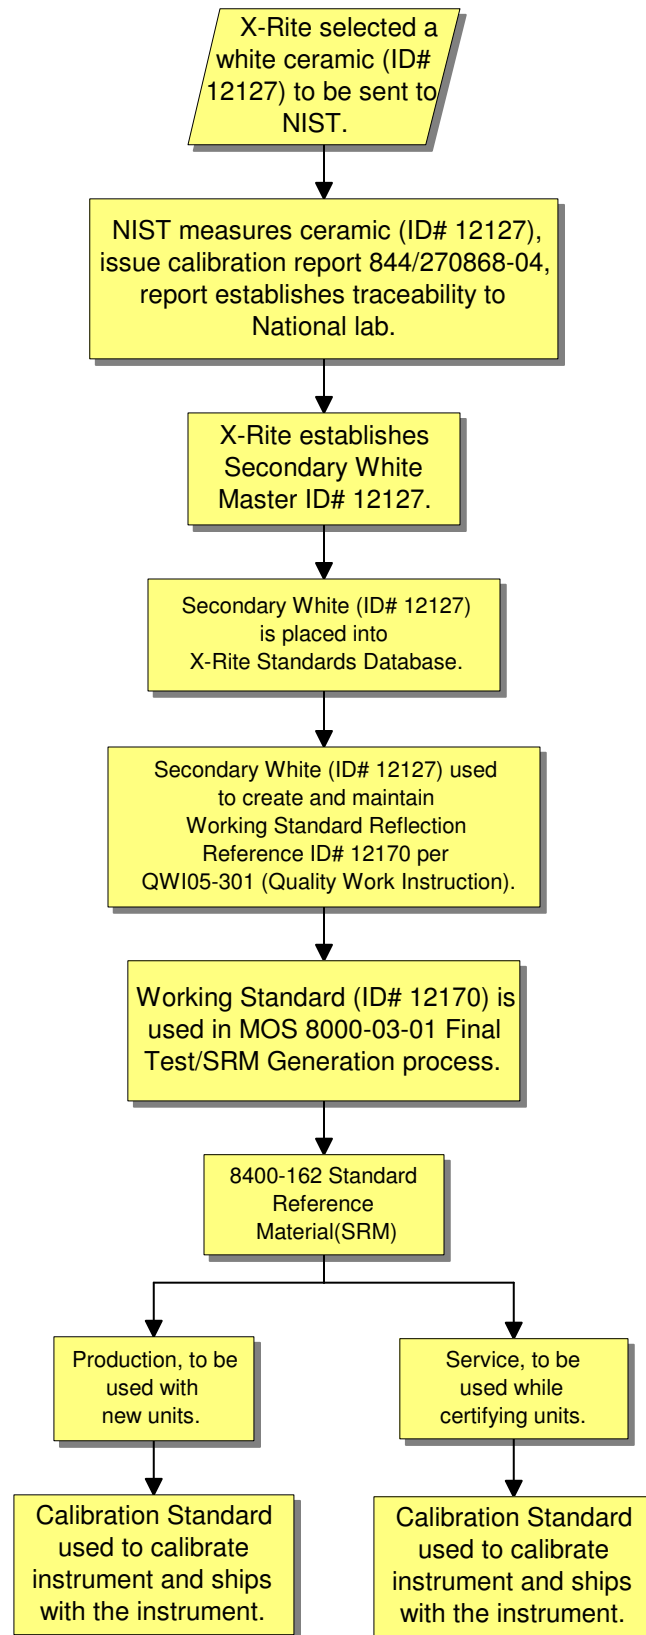 X-Rite selected a
white ceramic (ID#
12127) to be sent to
NIST.
NIST measures ceramic (ID# 12127),
issue calibration report 844/270868-04,
report establishes traceability to
National lab.
X-Rite establishes
Secondary White
Master ID# 12127.
Secondary White (ID# 12127)
is placed into
X-Rite Standards Database.
Secondary White (ID# 12127) used
to create and maintain
Working Standard Reflection
Reference ID# 12170 per
QWI05-301 (Quality Work Instruction).
Working Standard (ID# 12170) is
used in MOS 8000-03-01 Final
Test/SRM Generation process.
8400-162 Standard
Reference
Material(SRM)
Production, to be
used with
new units.
Service, to be
used while
certifying units.
Calibration Standard
used to calibrate
instrument and ships
with the instrument.
Calibration Standard
used to calibrate
instrument and ships
with the instrument.